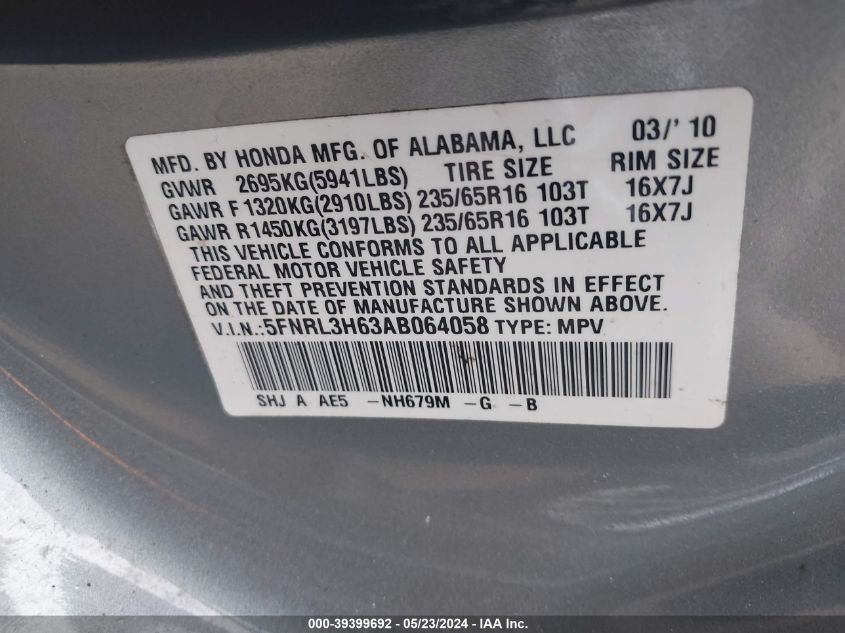 MFD. BY HONDA MFG. OF ALABAMA, LLC 03/' 10
GVWR 2695KG(5941LBS) TIRE SIZE RIM SIZE
GAWR F 1320KG(2910LBS) 235/65R16 103T 16X7J
GAWR R1450KG(3197LBS) 235/65R16 103T 16X7J
THIS VEHICLE CONFORMS TO ALL APPLICABLE
FEDERAL MOTOR VEHICLE SAFETY
AND THEFT PREVENTION STANDARDS IN EFFECT
ON THE DATE OF MANUFACTURE SHOWN ABOVE.
V.I.N.:5FNRL3H63AB064058 TYPE: MPV
SHJ A AE5 -NH679M -G -B
000-39399692 - 05/23/2024 - IAA Inc.